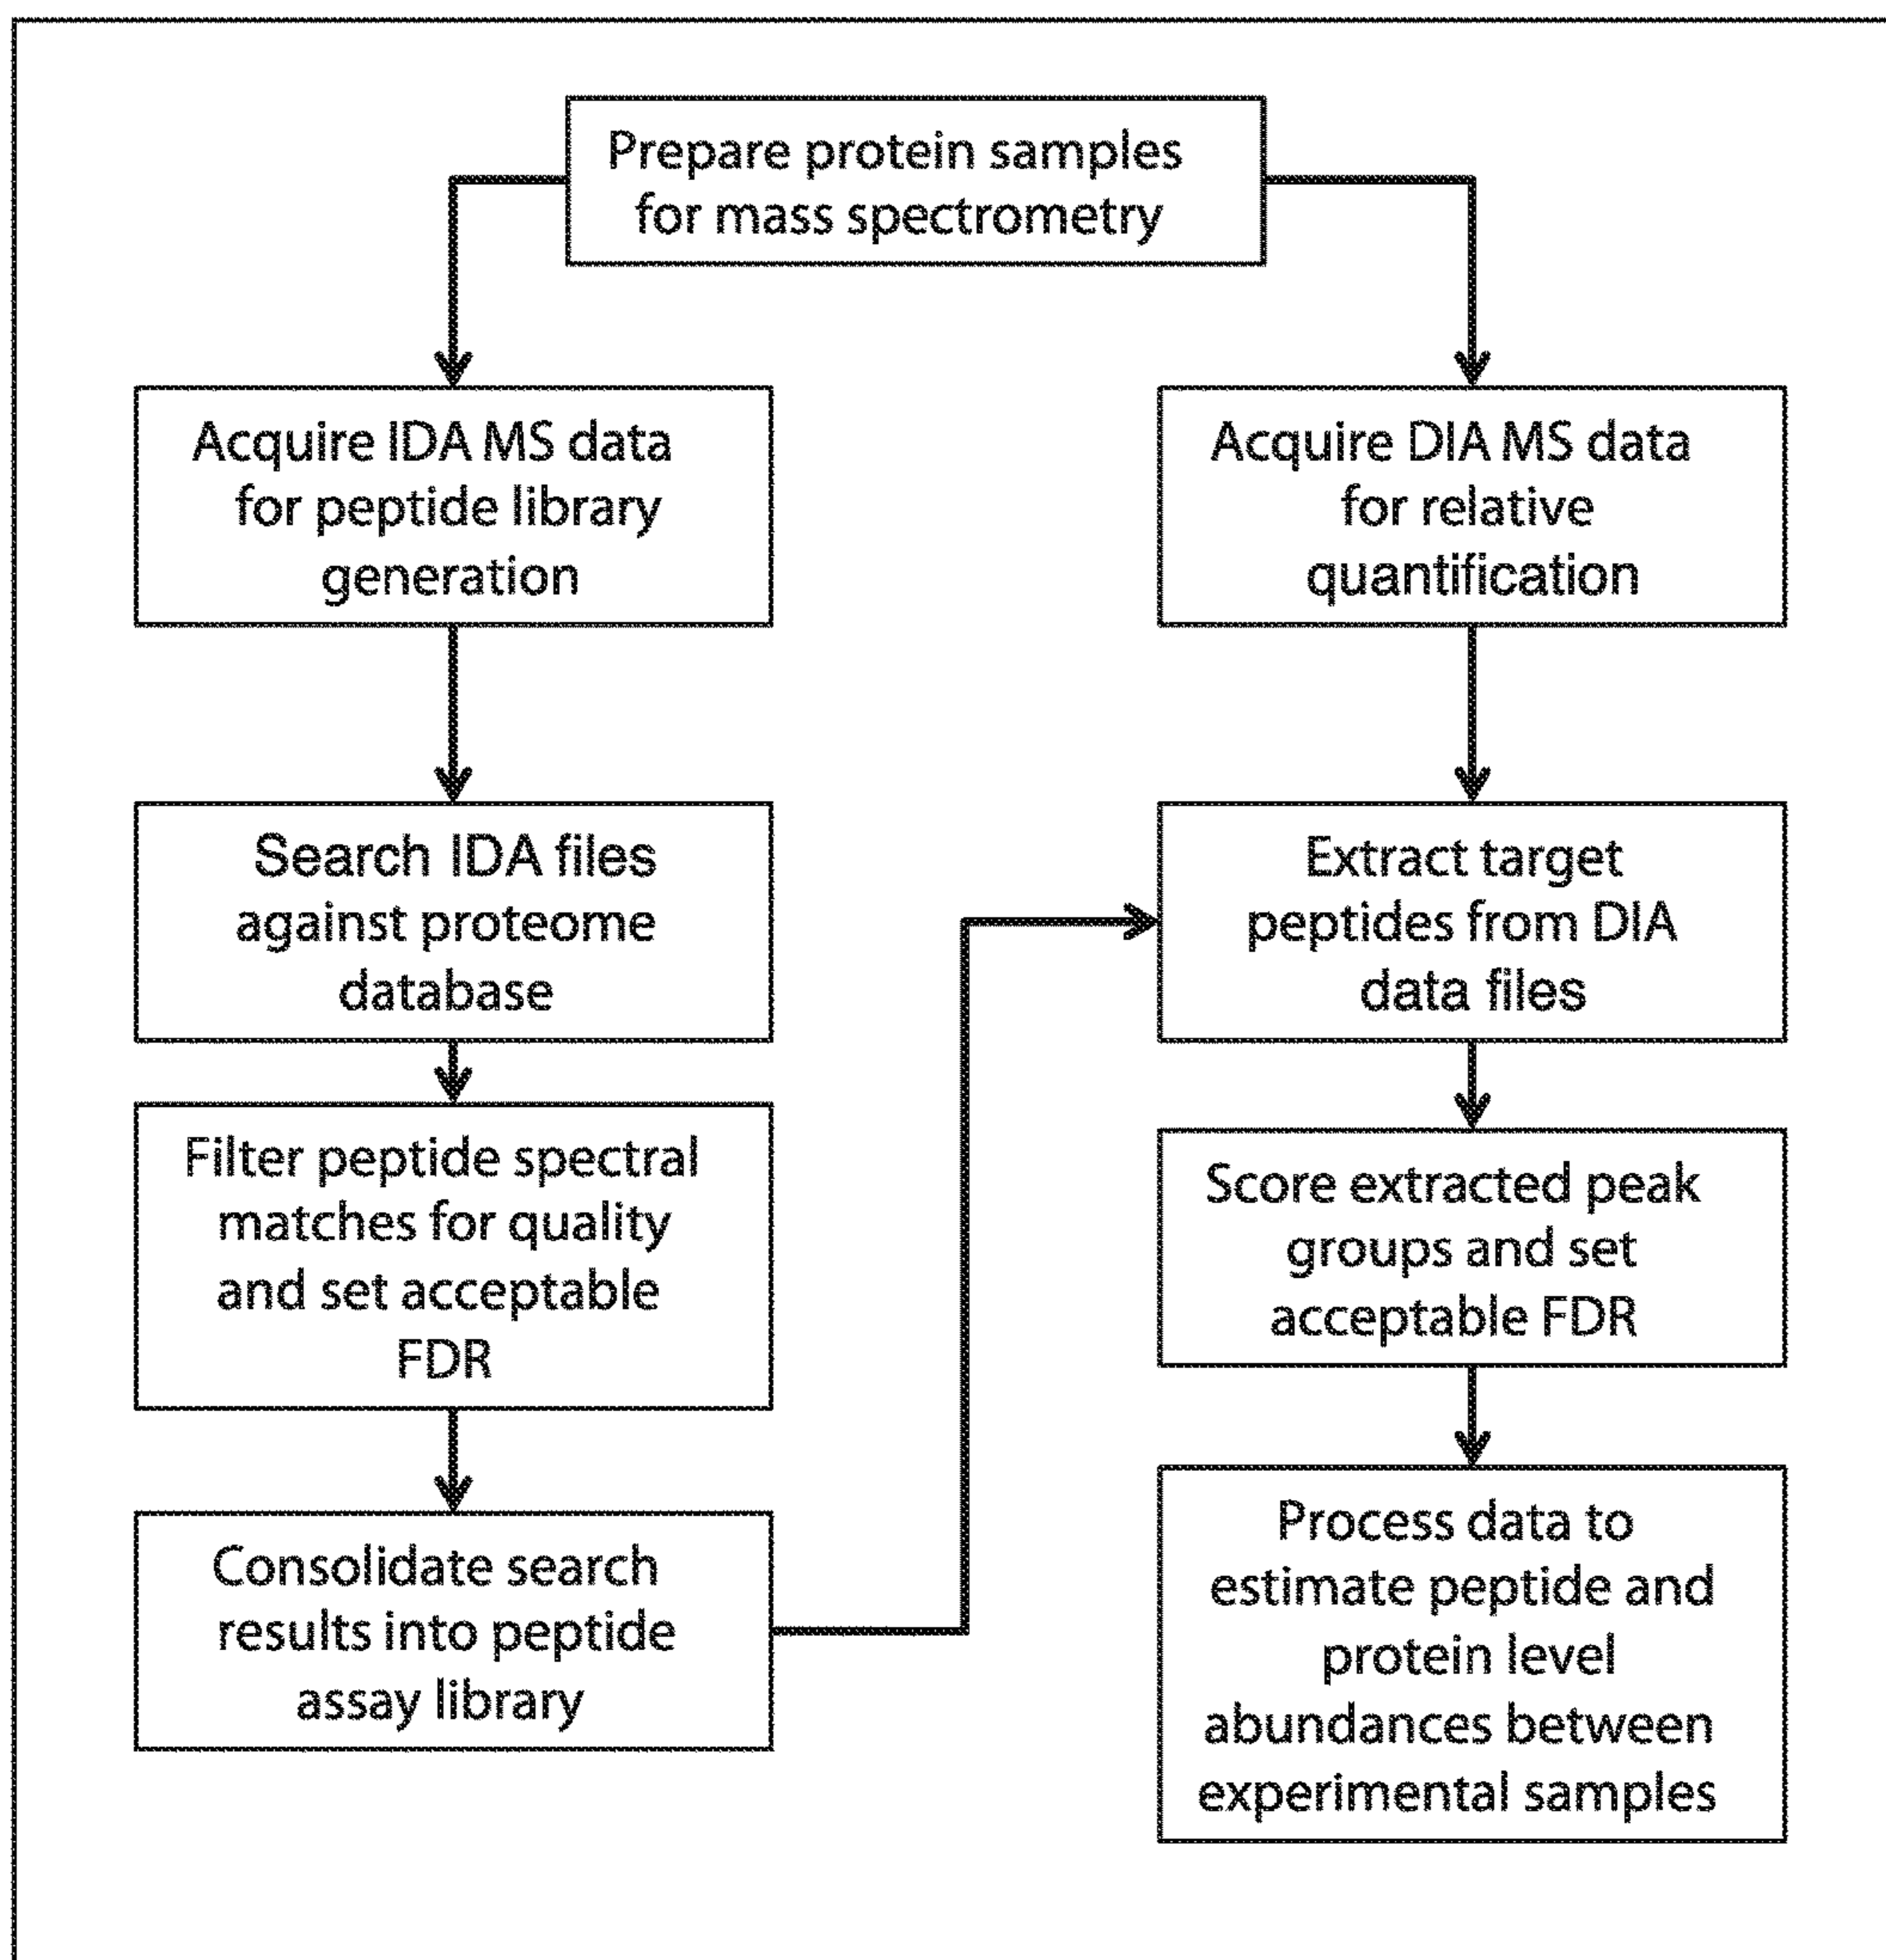 Prepare protein samples
for mass spectrometry
Acquire IDA MS data
for peptide library
generation
Search IDA files
against proteome
database
Filter peptide spectral
matches for quality
and set acceptable
FDR
Consolidate search
results into peptide
assay library
Acquire DIA MS data
for relative
quantification
Extract target
peptides from DIA
data files
Score extracted peak
groups and set
acceptable FDR
Process data to
estimate peptide and
protein level
abundances between
experimental samples